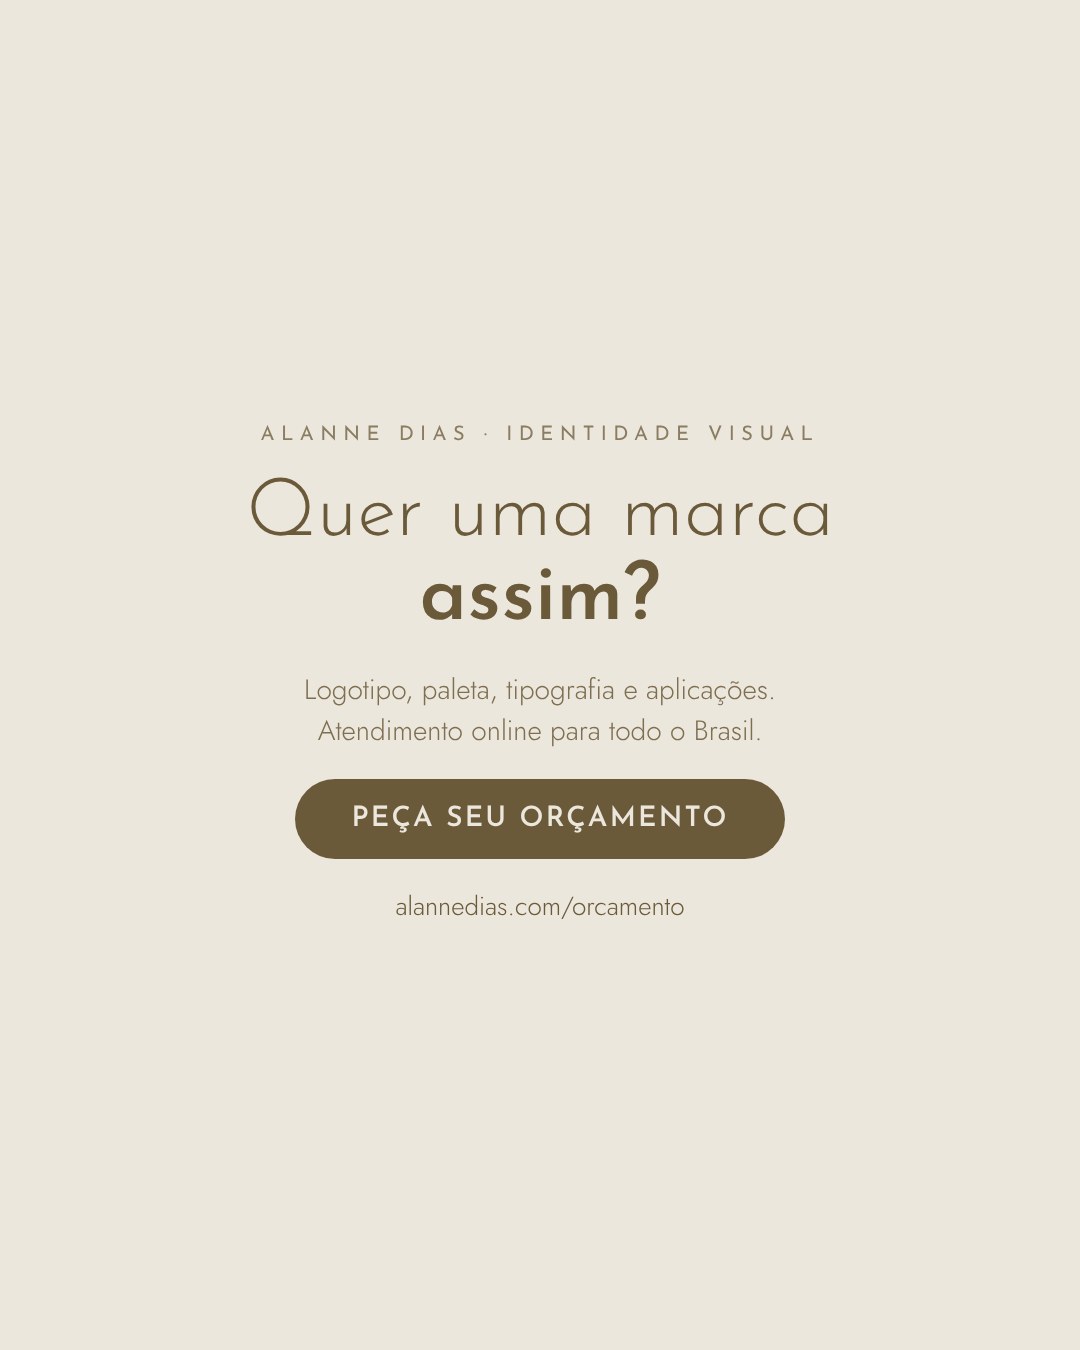 ALANNE DIAS · IDENTIDADE VISUAL
Quer uma marca
assim?
Logotipo, paleta, tipografia e aplicações.
Atendimento online para todo o Brasil.
PEÇA SEU ORÇAMENTO
alannedias.com/orcamento